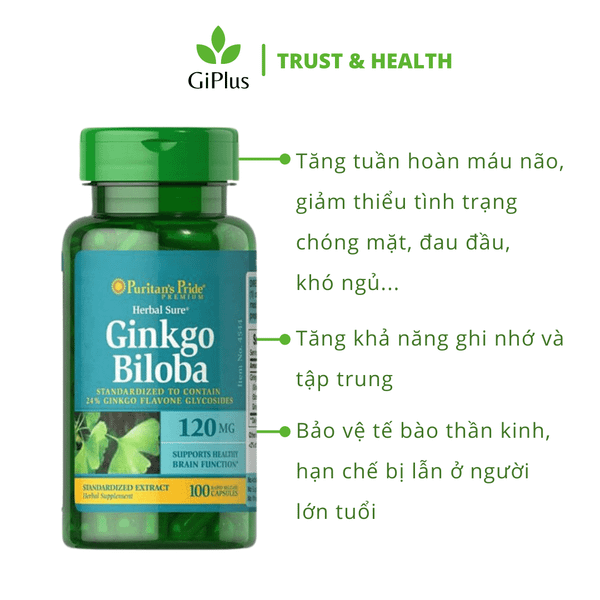 GiPlus
TRUST & HEALTH
Tăng tuần hoàn máu não,
giảm thiểu tình trạng
chóng mặt, đau đầu,
khó ngủ...
Tăng khả năng ghi nhớ và
tập trung
Bảo vệ tế bào thần kinh,
hạn chế bị lẫn ở người
lớn tuổi
Puritan's Pride®
PREMIUM
Herbal Sure®
Ginkgo
Biloba
STANDARDIZED TO CONTAIN
24% GINKGO FLAVONE GLYCOSIDES
120 MG
SUPPORTS HEALTHY
BRAIN FUNCTION*
STANDARDIZED EXTRACT
Herbal Supplement
100 RAPID RELEASE
CAPSULES
Item No. 4544